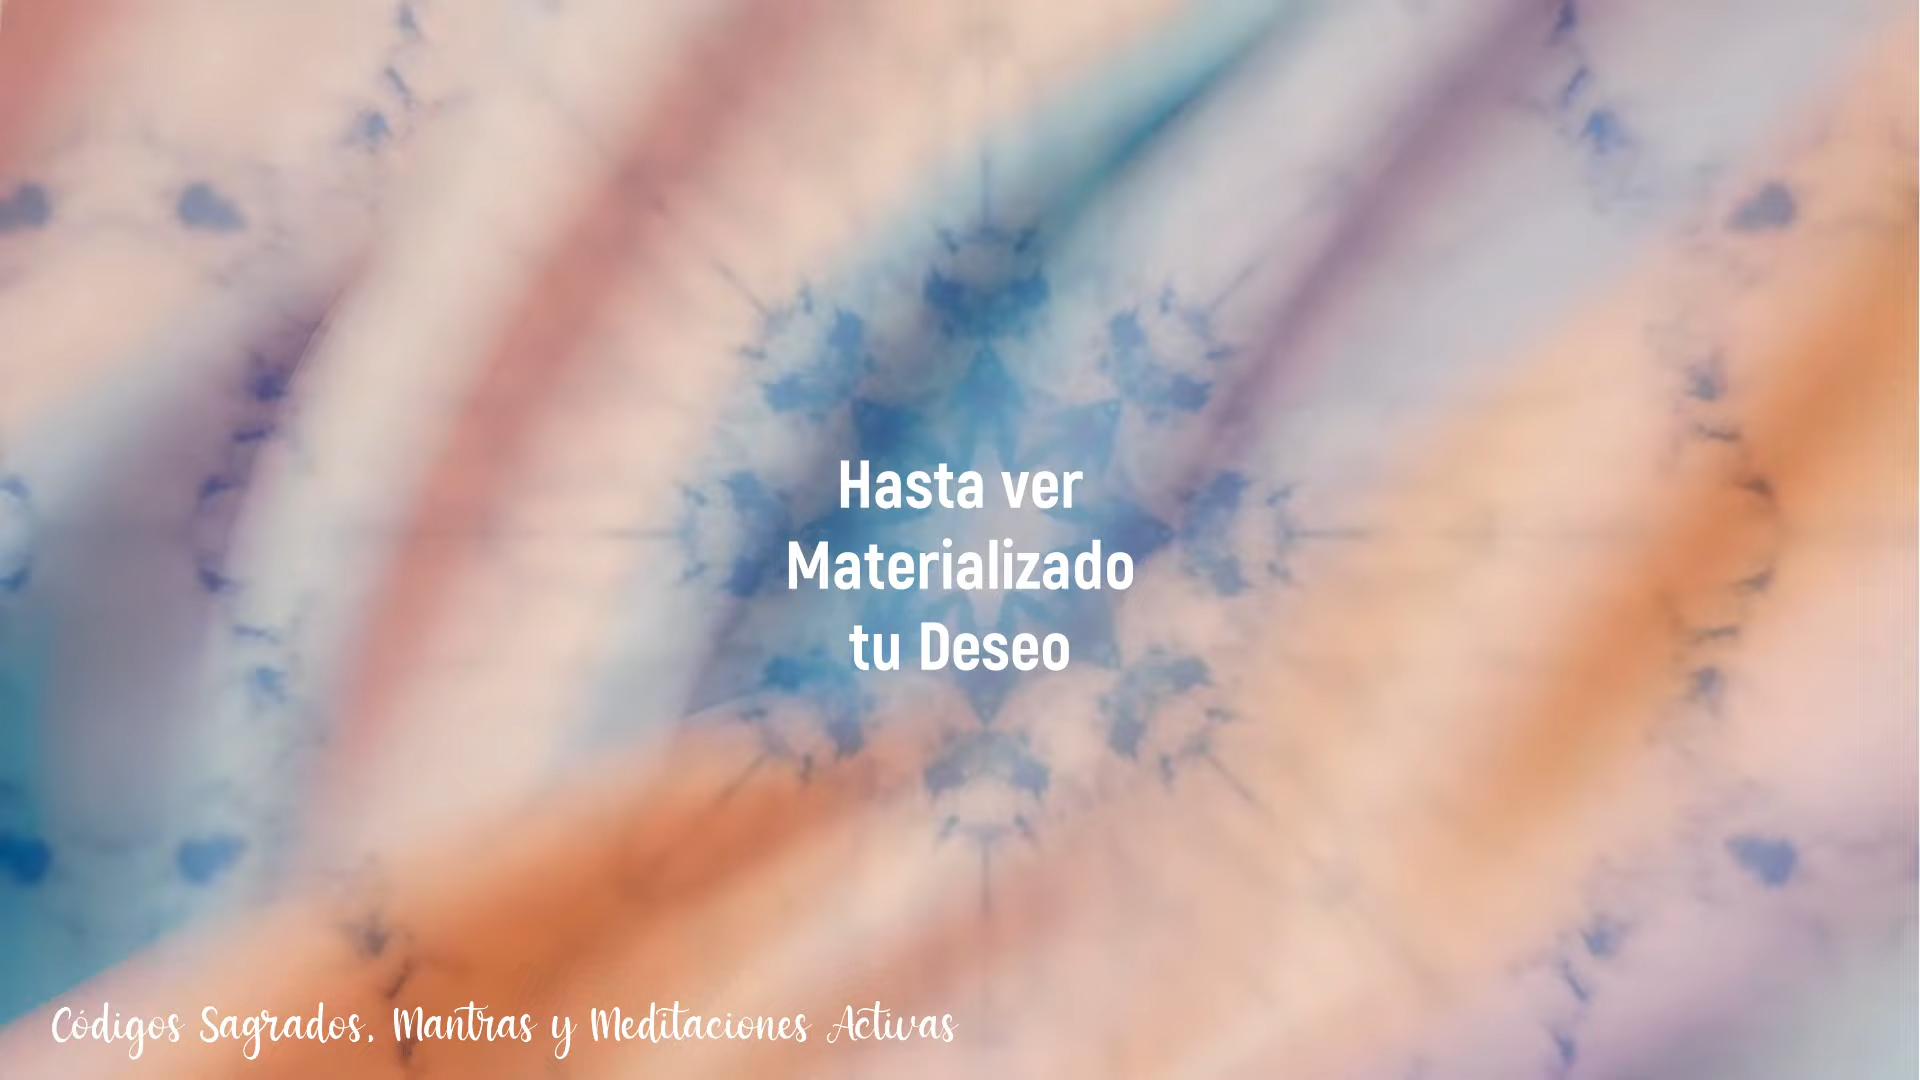 Hasta ver
Materializado
tu Deseo
Códigos Sagrados, Mantras y Meditaciones Activas